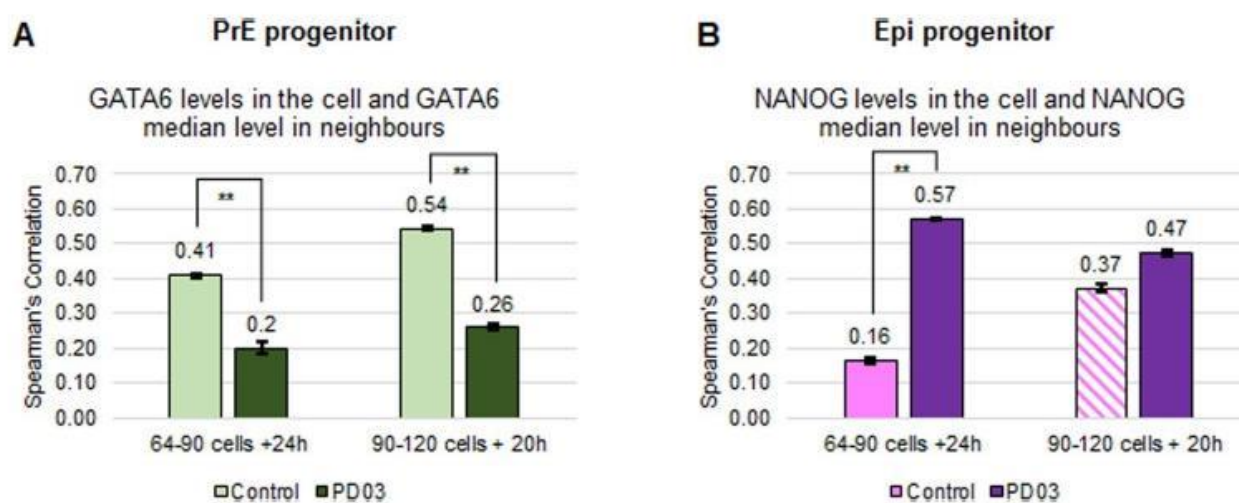 A
PrE progenitor
GATA6 levels in the cell and GATA6
median level in neighbours
Spearman's Correlation
0.70
0.60
0.50
0.40
0.30
0.20
0.10
0.00
0.41
**
0.2
0.54
**
0.26
64-90 cells +24h
90-120 cells + 20h
Control
PD03
B
Epi progenitor
NANOG levels in the cell and NANOG
median level in neighbours
Spearman's Correlation
0.70
0.60
0.50
0.40
0.30
0.20
0.10
0.00
0.16
**
0.57
0.37
0.47
64-90 cells +24h
90-120 cells + 20h
Control
PD03